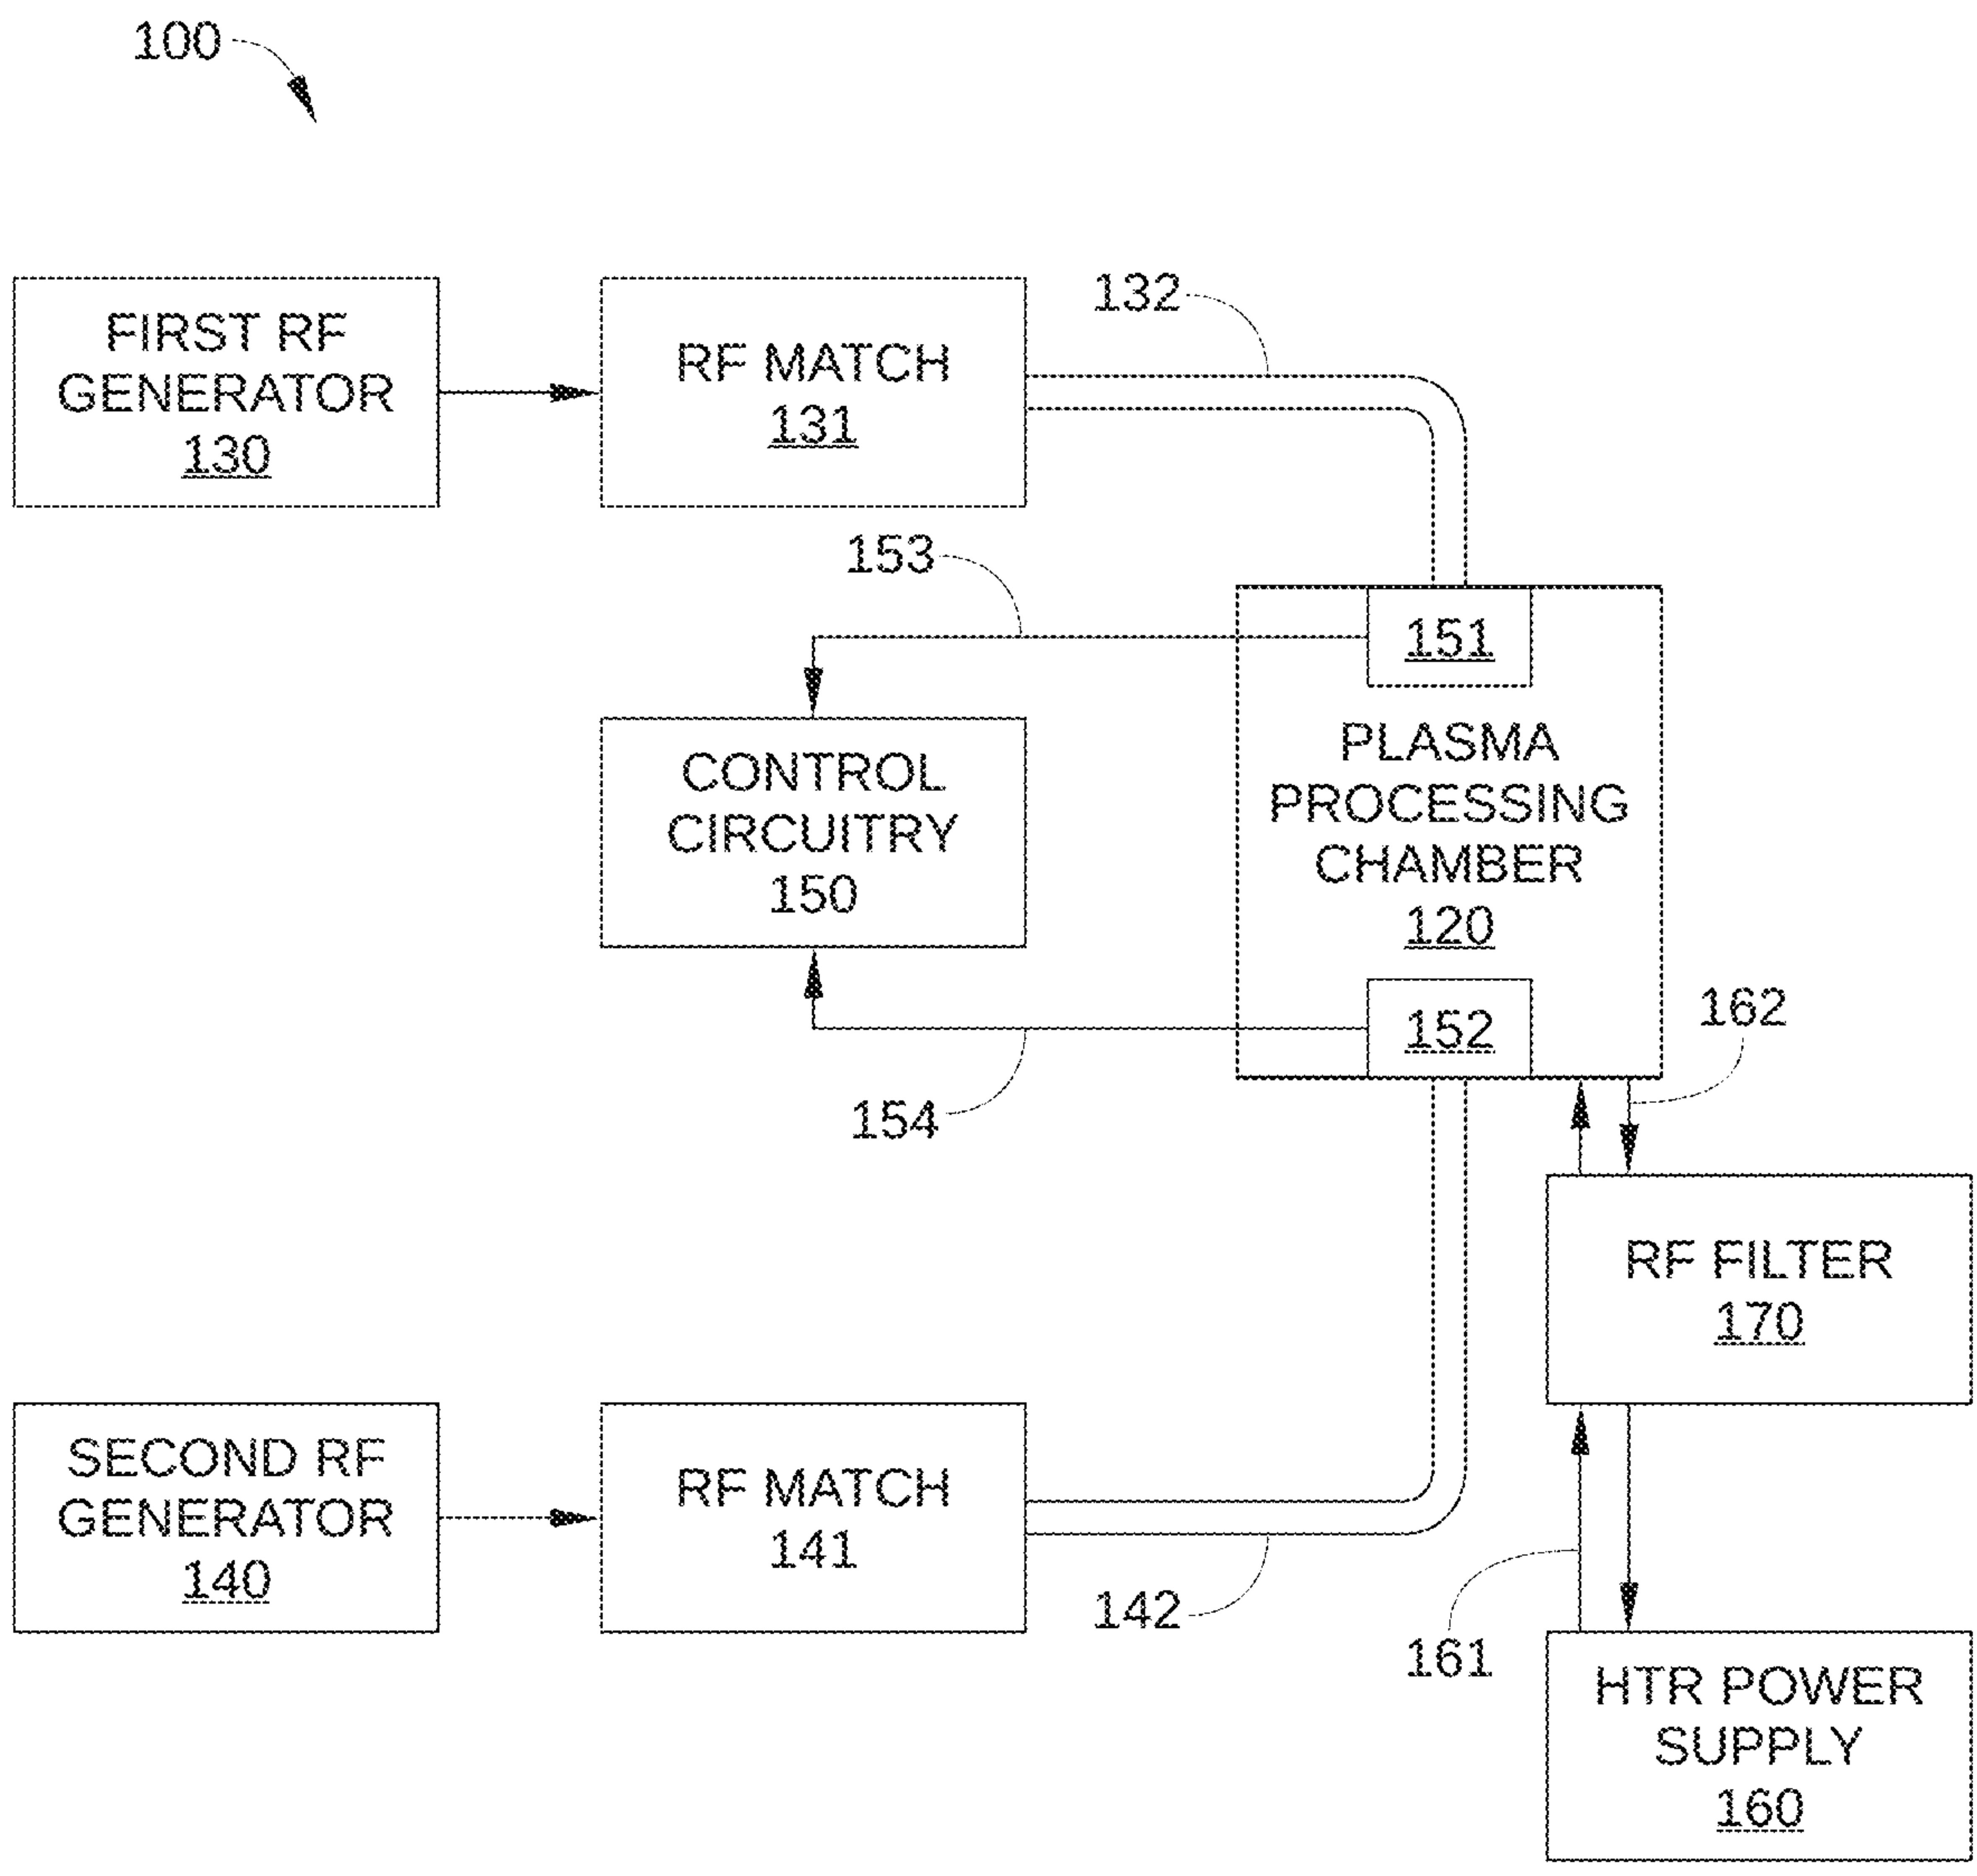 100
FIRST RF
GENERATOR
130
RF MATCH
131
132
153
151
CONTROL
CIRCUITRY
150
PLASMA
PROCESSING
CHAMBER
120
152
162
154
RF FILTER
170
SECOND RF
GENERATOR
140
RF MATCH
141
142
161
HTR POWER
SUPPLY
160